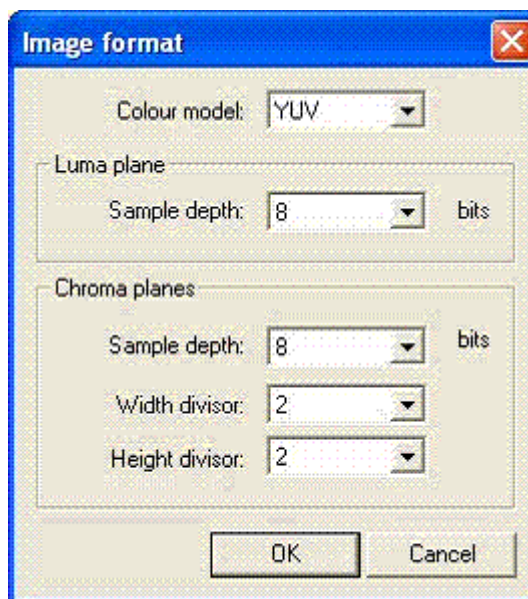 Image format
Colour model: YUV
Luma plane
Sample depth: 8 bits
Chroma planes
Sample depth: 8 bits
Width divisor: 2
Height divisor: 2
OK Cancel